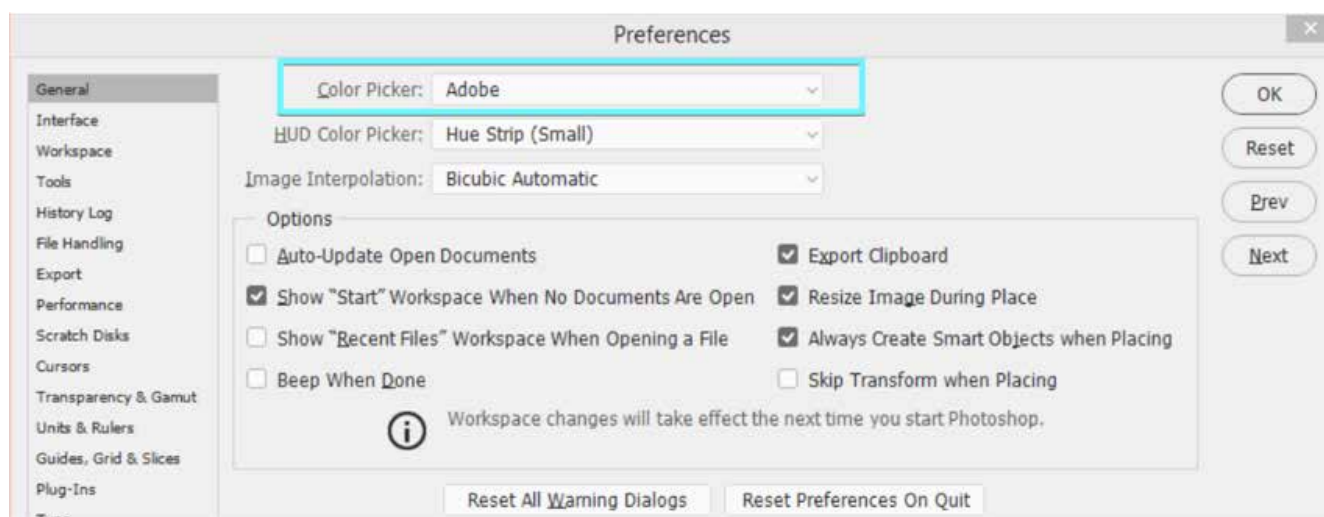 Preferences
General
Interface
Workspace
Tools
History Log
File Handling
Export
Performance
Scratch Disks
Cursors
Transparency & Gamut
Units & Rulers
Guides, Grid & Slices
Plug-Ins
Color Picker: Adobe
HUD Color Picker: Hue Strip (Small)
Image Interpolation: Bicubic Automatic
Options
Auto-Update Open Documents
Show "Start" Workspace When No Documents Are Open
Show "Recent Files" Workspace When Opening a File
Beep When Done
Export Clipboard
Resize Image During Place
Always Create Smart Objects when Placing
Skip Transform when Placing
Workspace changes will take effect the next time you start Photoshop.
Reset All Warning Dialogs
Reset Preferences On Quit
OK
Reset
Prev
Next